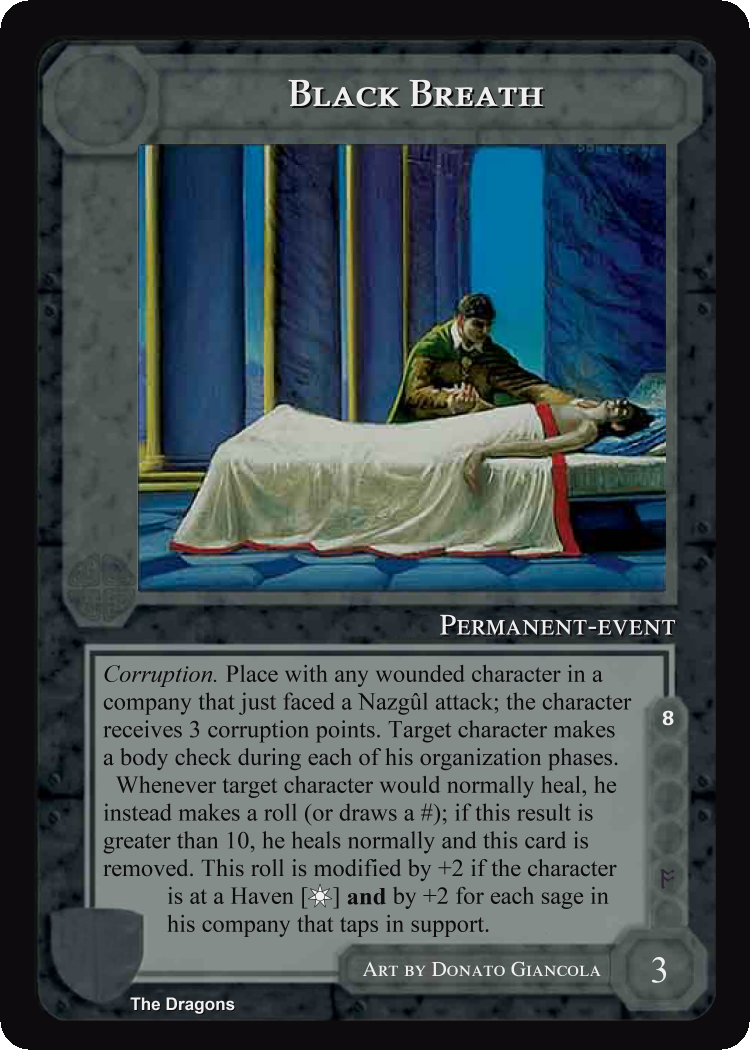 Black Breath
DONATO 96
Permanent-event
Corruption. Place with any wounded character in a
company that just faced a Nazgûl attack; the character
receives 3 corruption points. Target character makes
a body check during each of his organization phases.
Whenever target character would normally heal, he
instead makes a roll (or draws a #); if this result is
greater than 10, he heals normally and this card is
removed. This roll is modified by +2 if the character
is at a Haven [☼] and by +2 for each sage in
his company that taps in support.
8
Art by Donato Giancola
3
The Dragons